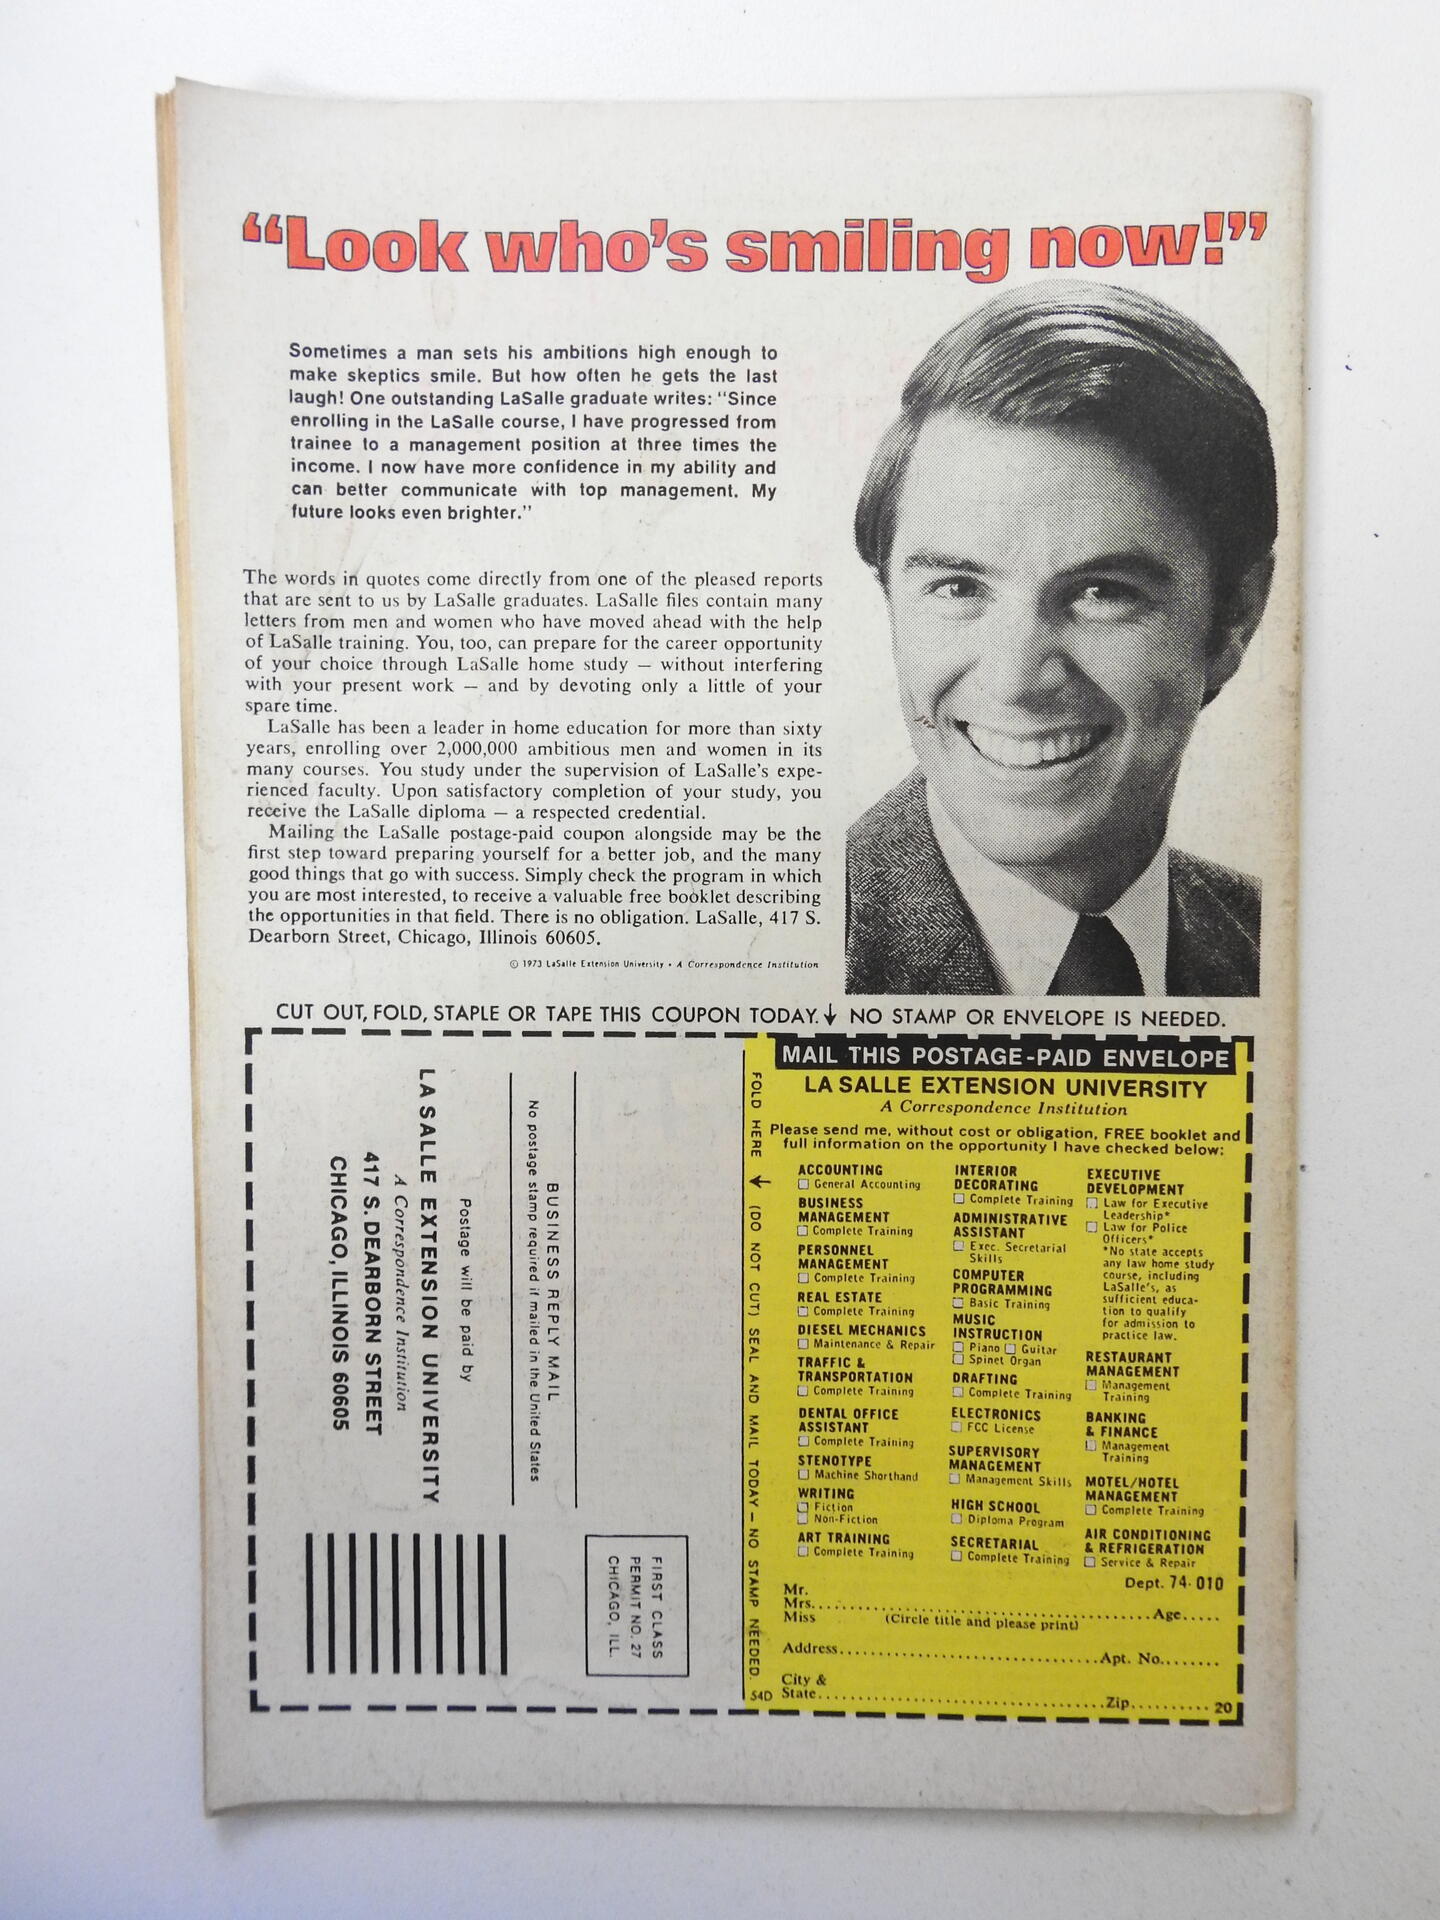 “Look who's smiling now!”
Sometimes a man sets his ambitions high enough to
make skeptics smile. But how often he gets the last
laugh! One outstanding LaSalle graduate writes: “Since
enrolling in the LaSalle course, I have progressed from
trainee to a management position at three times the
income. I now have more confidence in my ability and
can better communicate with top management. My
future looks even brighter.”
The words in quotes come directly from one of the pleased reports
that are sent to us by LaSalle graduates. LaSalle files contain many
letters from men and women who have moved ahead with the help
of LaSalle training. You, too, can prepare for the career opportunity
of your choice through LaSalle home study — without interfering
with your present work — and by devoting only a little of your
spare time.
LaSalle has been a leader in home education for more than sixty
years, enrolling over 2,000,000 ambitious men and women in its
many courses. You study under the supervision of LaSalle's expe-
rienced faculty. Upon satisfactory completion of your study, you
receive the LaSalle diploma — a respected credential.
Mailing the LaSalle postage-paid coupon alongside may be the
first step toward preparing yourself for a better job, and the many
good things that go with success. Simply check the program in which
you are most interested, to receive a valuable free booklet describing
the opportunities in that field. There is no obligation. LaSalle, 417 S.
Dearborn Street, Chicago, Illinois 60605.
© 1973 LaSalle Extension University • A Correspondence Institution
CUT OUT, FOLD, STAPLE OR TAPE THIS COUPON TODAY. ↓ NO STAMP OR ENVELOPE IS NEEDED.
FIRST CLASS
PERMIT NO. 27
CHICAGO, ILL.
BUSINESS REPLY MAIL
No postage stamp required if mailed in the United States
Postage will be paid by
LA SALLE EXTENSION UNIVERSITY
A Correspondence Institution
417 S. DEARBORN STREET
CHICAGO, ILLINOIS 60605
FOLD HERE ↓ (DO NOT CUT) SEAL AND MAIL TODAY — NO STAMP NEEDED.
54D
MAIL THIS POSTAGE-PAID ENVELOPE
LA SALLE EXTENSION UNIVERSITY
A Correspondence Institution
Please send me, without cost or obligation, FREE booklet and
full information on the opportunity I have checked below:
ACCOUNTING
☐ General Accounting
BUSINESS
MANAGEMENT
☐ Complete Training
PERSONNEL
MANAGEMENT
☐ Complete Training
REAL ESTATE
☐ Complete Training
DIESEL MECHANICS
☐ Maintenance & Repair
TRAFFIC &
TRANSPORTATION
☐ Complete Training
DENTAL OFFICE
ASSISTANT
☐ Complete Training
STENOTYPE
☐ Machine Shorthand
WRITING
☐ Fiction
☐ Non-Fiction
ART TRAINING
☐ Complete Training
INTERIOR
DECORATING
☐ Complete Training
ADMINISTRATIVE
ASSISTANT
☐ Exec. Secretarial
Skills
COMPUTER
PROGRAMMING
☐ Basic Training
MUSIC
INSTRUCTION
☐ Piano ☐ Guitar
☐ Spinet Organ
DRAFTING
☐ Complete Training
ELECTRONICS
☐ FCC License
SUPERVISORY
MANAGEMENT
☐ Management Skills
HIGH SCHOOL
☐ Diploma Program
SECRETARIAL
☐ Complete Training
EXECUTIVE
DEVELOPMENT
☐ Law for Executive
Leadership*
☐ Law for Police
Officers*
*No state accepts
any law home study
course, including
LaSalle's, as
sufficient educa-
tion to qualify
for admission to
practice law.
RESTAURANT
MANAGEMENT
☐ Management
Training
BANKING
& FINANCE
☐ Management
Training
MOTEL/HOTEL
MANAGEMENT
☐ Complete Training
AIR CONDITIONING
& REFRIGERATION
☐ Service & Repair
Dept. 74-010
Mr.
Mrs. Age
Miss (Circle title and please print)
Address Apt. No.
City &
State Zip 20